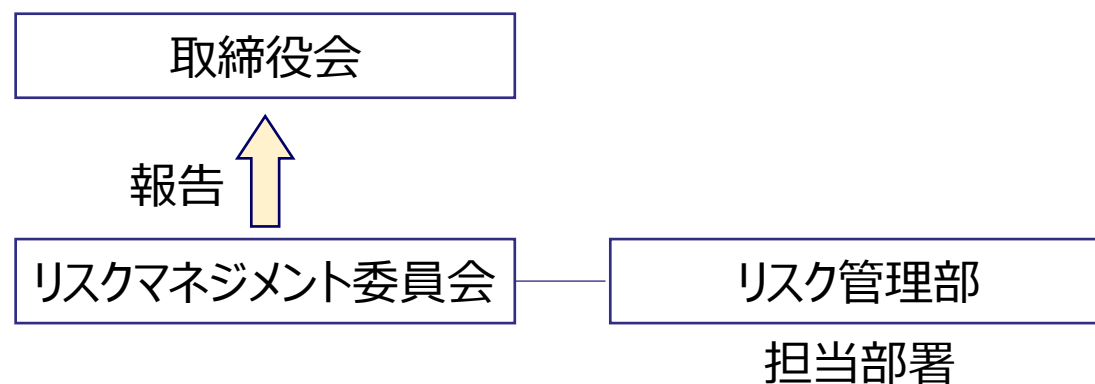 取締役会
報告
リスクマネジメント委員会
リスク管理部
担当部署